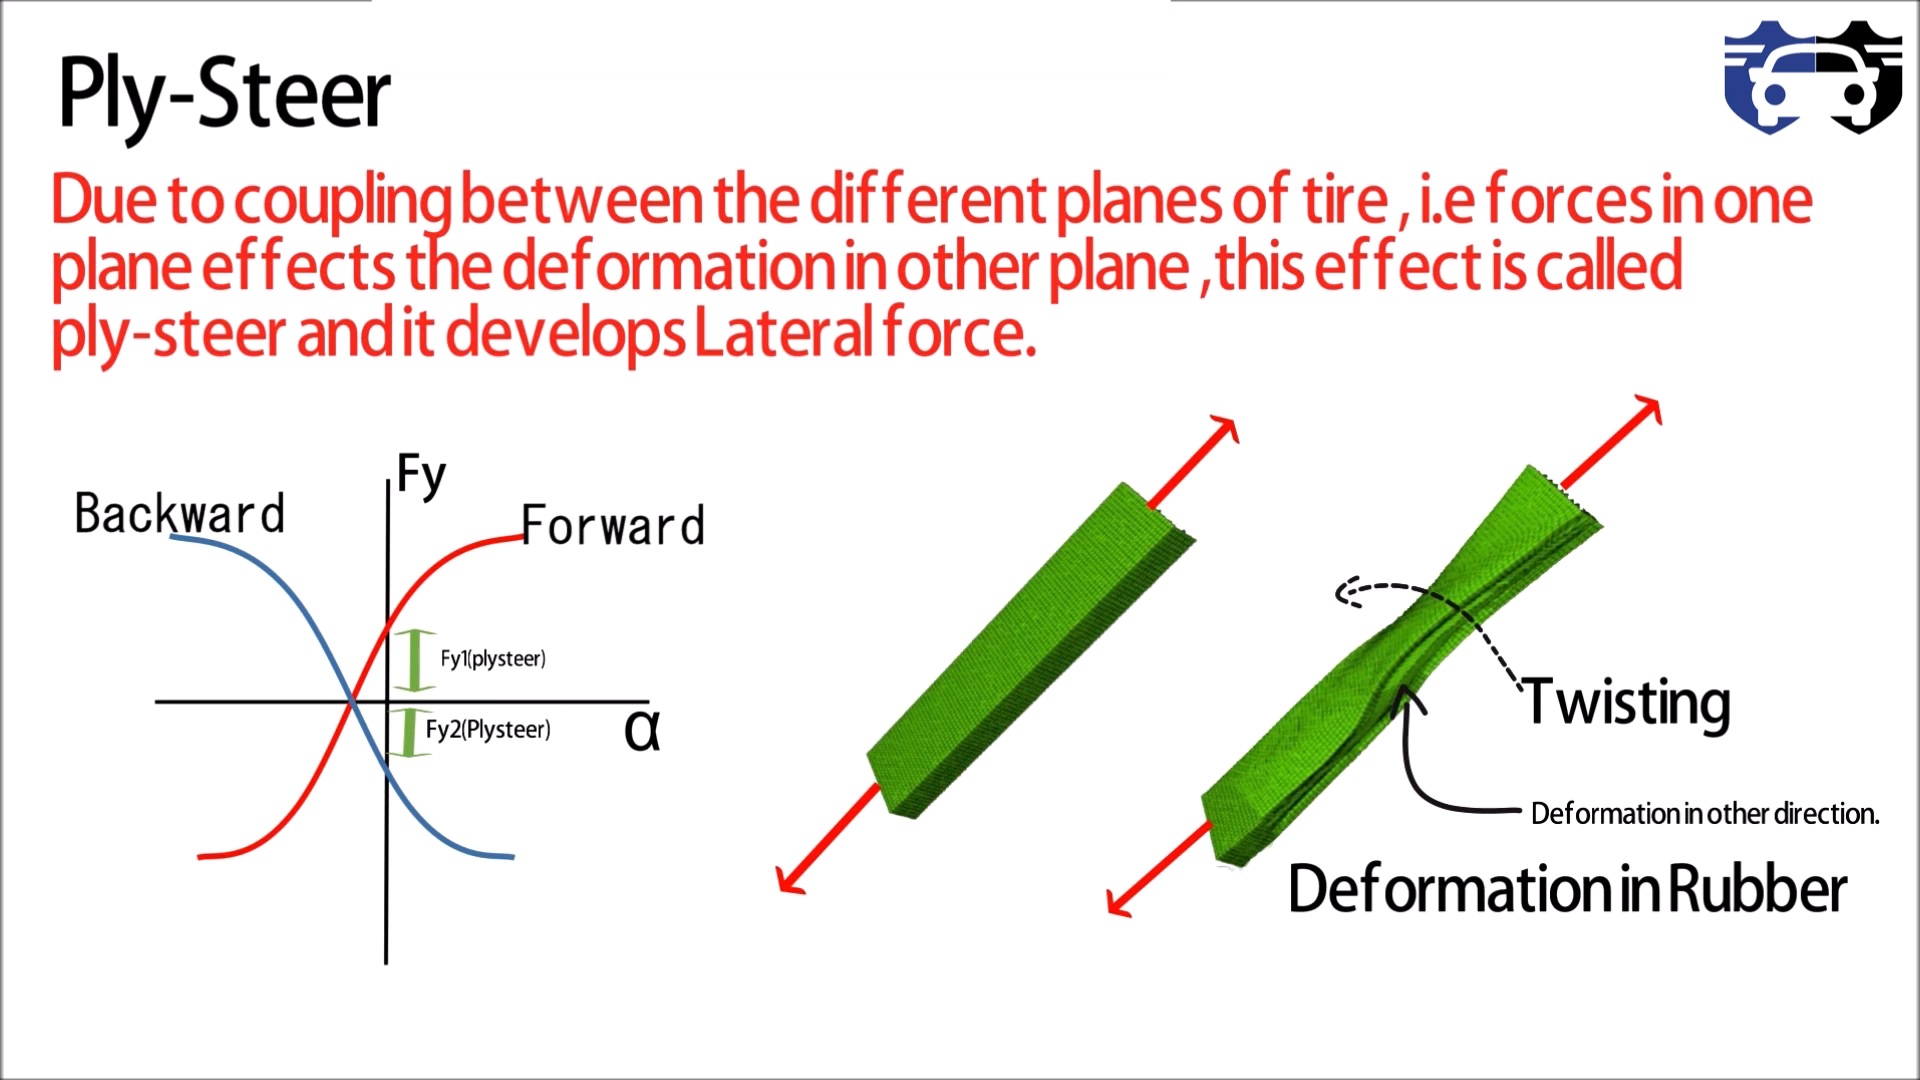 Ply-Steer
Due to coupling between the different planes of tire , i.e forces in one
plane effects the deformation in other plane ,this effect is called
ply-steer and it develops Lateral force.
Fy
Backward
Forward
Fy1(plysteer)
Fy2(Plysteer)
α
Twisting
Deformation in other direction.
Deformation in Rubber